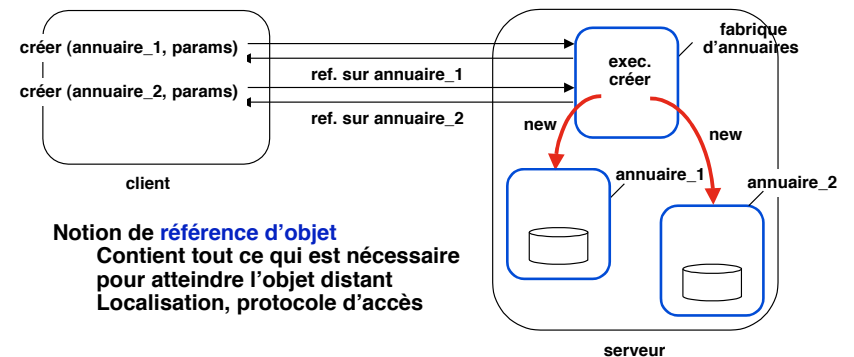 fabrique
d'annuaires
créer (annuaire_1, params)
exec.
créer
ref. sur annuaire_1
créer (annuaire_2, params)
ref. sur annuaire_2
new
new
client
annuaire_1
annuaire_2
Notion de référence d'objet
Contient tout ce qui est nécessaire
pour atteindre l'objet distant
Localisation, protocole d'accès
serveur